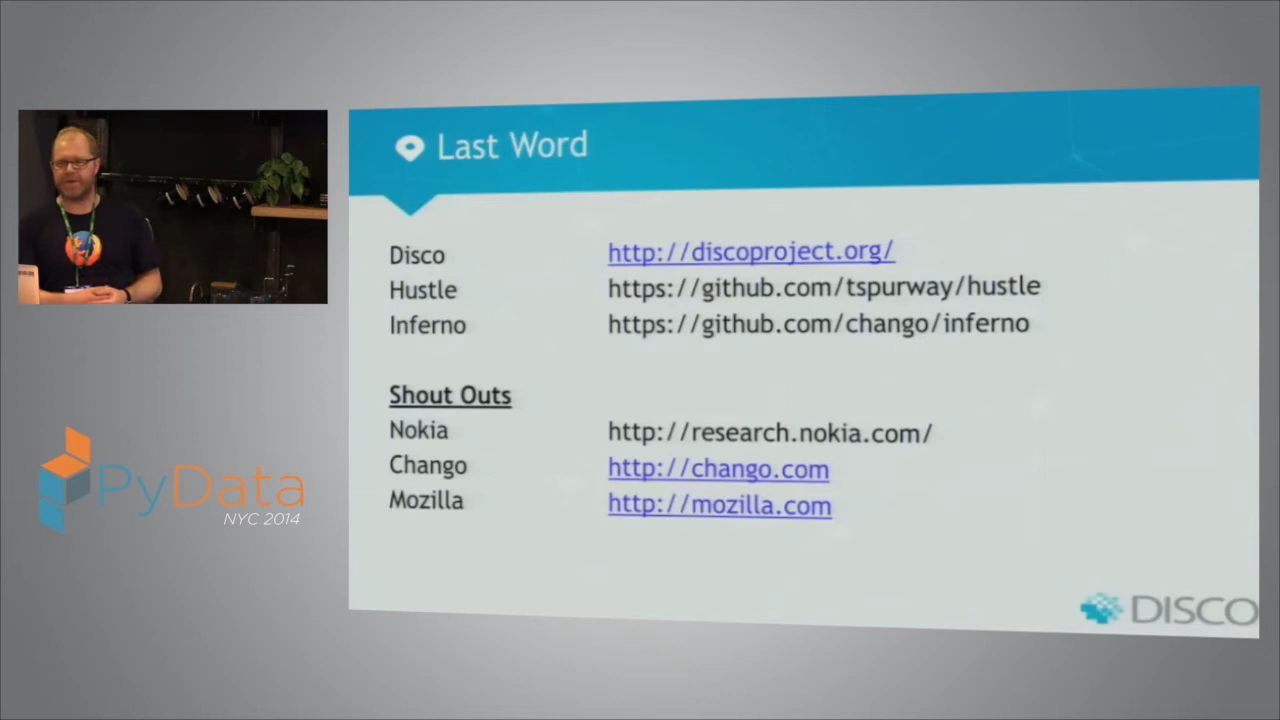 Last Word
Disco http://discoproject.org/
Hustle https://github.com/tspurway/hustle
Inferno https://github.com/chango/inferno
Shout Outs
Nokia http://research.nokia.com/
Chango http://chango.com
Mozilla http://mozilla.com
DISCO
PyData
NYC 2014